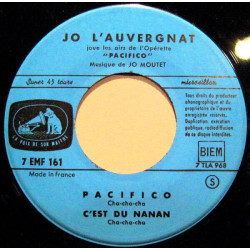 JO L'AUVERGNAT
joue les airs de l'Opérette
"PACIFICO"
Musique de JO MOUTET
Super 45 tours
microsillon
Tous droits du producteur
phonographique et du
propriétaire de l'œuvre
enregistrée réservés.
Duplication, exécution
publique, radiodiffusion
de ce disque interdites
LA VOIX DE SON MAITRE
7 EMF 161
BIEM
7 TLA 968
Made in France
S
PACIFICO
Cha-cha-cha
C'EST DU NANAN
Cha-cha-cha